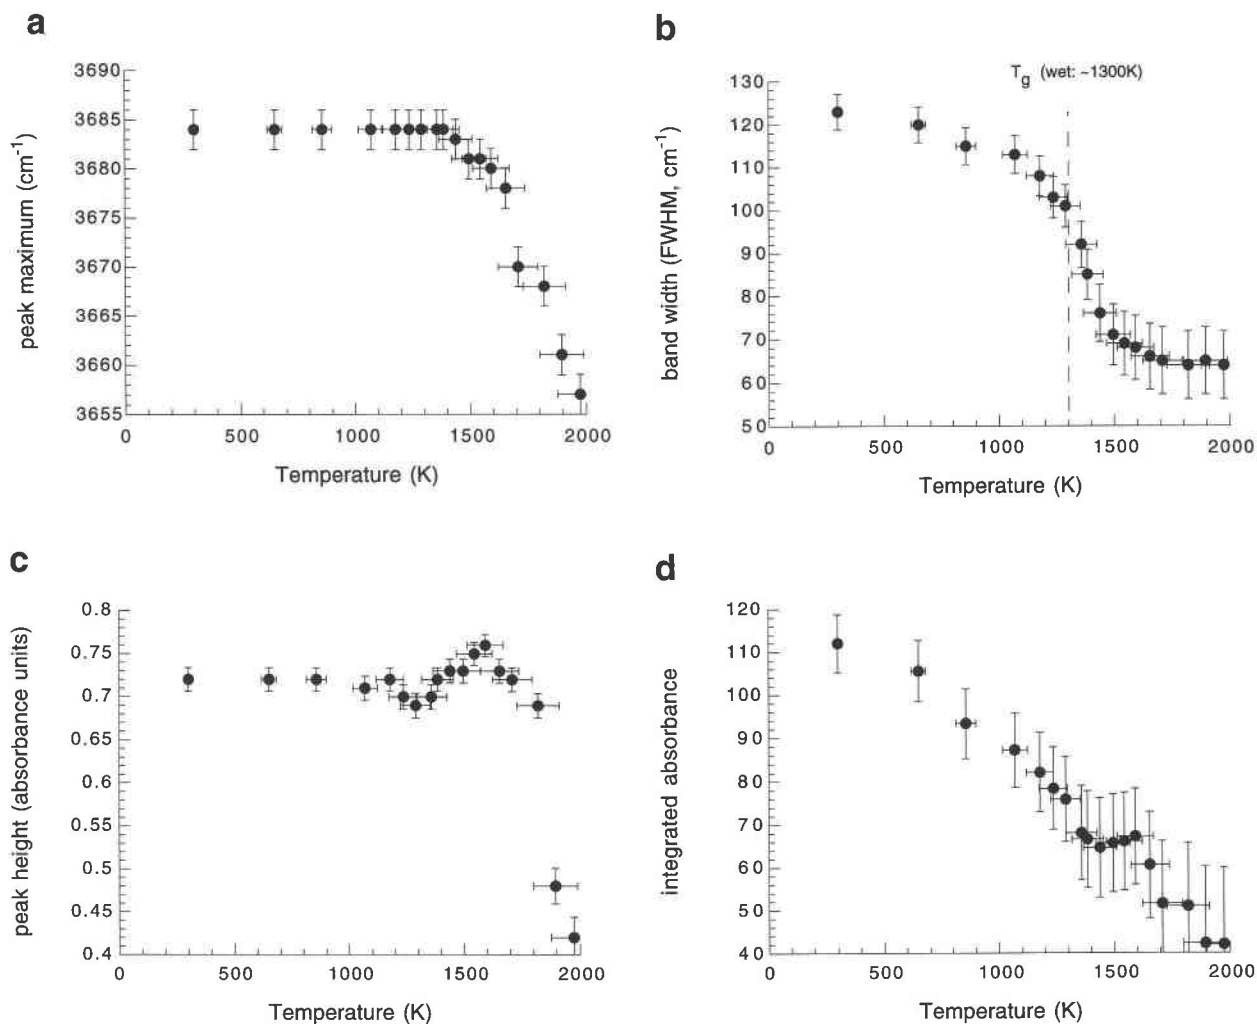 a
3690
3685
3680
3675
3670
3665
3660
3655
peak maximum (cm⁻¹)
0 500 1000 1500 2000
Temperature (K)
b
Tg (wet: ~1300K)
130
120
110
100
90
80
70
60
50
band width (FWHM, cm⁻¹)
0 500 1000 1500 2000
Temperature (K)
c
0.8
0.75
0.7
0.65
0.6
0.55
0.5
0.45
0.4
peak height (absorbance units)
0 500 1000 1500 2000
Temperature (K)
d
120
110
100
90
80
70
60
50
40
integrated absorbance
0 500 1000 1500 2000
Temperature (K)